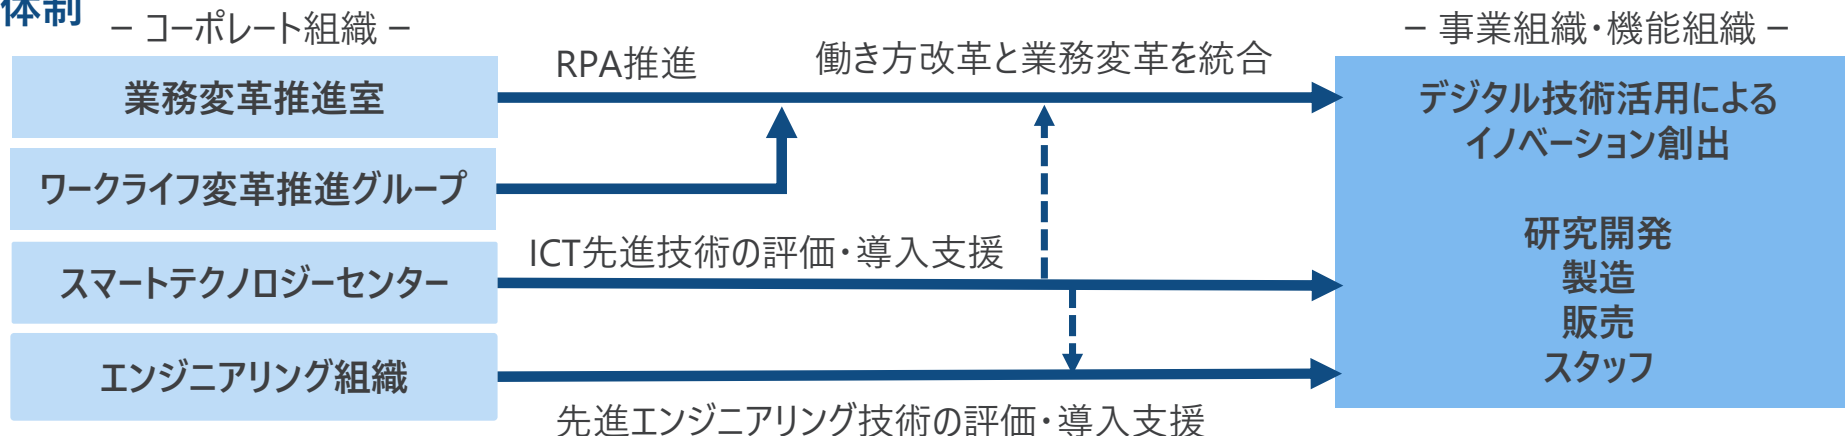 体制
－ コーポレート組織 －
－ 事業組織・機能組織 －
業務変革推進室
RPA推進
働き方改革と業務変革を統合
デジタル技術活用による
イノベーション創出
ワークライフ変革推進グループ
スマートテクノロジーセンター
ICT先進技術の評価・導入支援
研究開発
製造
販売
スタッフ
エンジニアリング組織
先進エンジニアリング技術の評価・導入支援